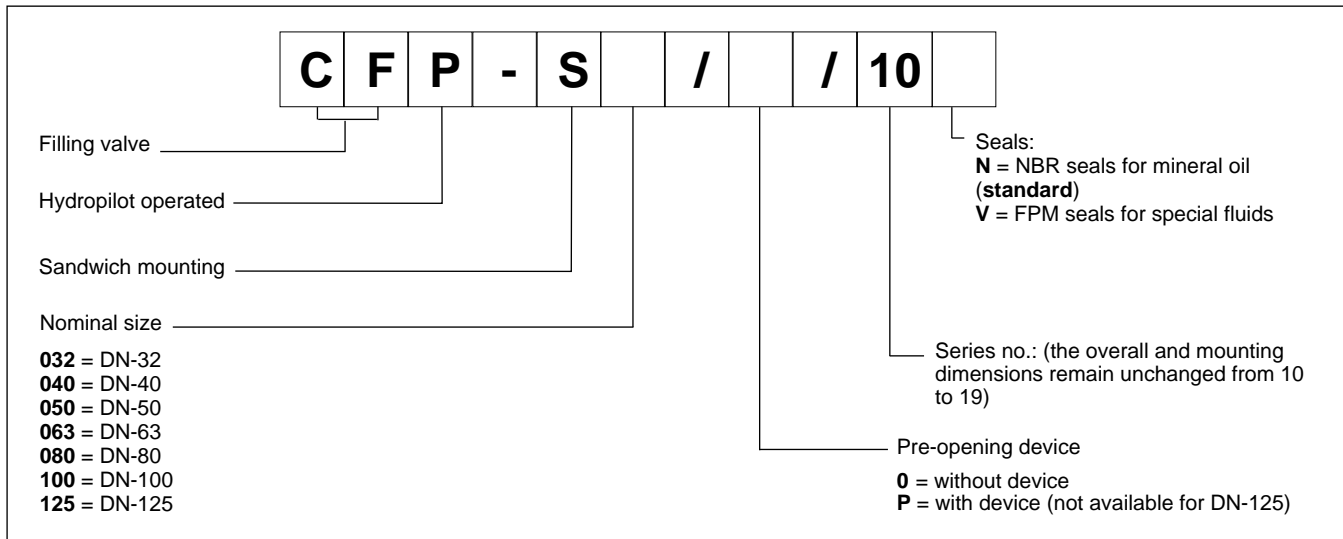 C F P - S / / 10
Filling valve
Hydropilot operated
Sandwich mounting
Nominal size
032 = DN-32
040 = DN-40
050 = DN-50
063 = DN-63
080 = DN-80
100 = DN-100
125 = DN-125
Seals:
N = NBR seals for mineral oil
(standard)
V = FPM seals for special fluids
Series no.: (the overall and mounting
dimensions remain unchanged from 10
to 19)
Pre-opening device
0 = without device
P = with device (not available for DN-125)